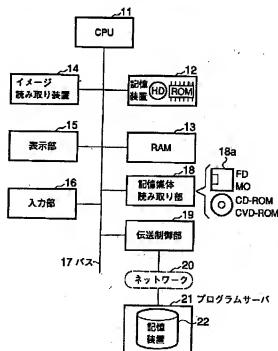 11
CPU
14
イメージ
読み取り装置
12
記憶
装置
HD
ROM
15
表示部
13
RAM
18a
16
入力部
18
記憶媒体
読み取り部
FD
MO
CD-ROM
CVD-ROM
19
伝送制御部
17 バス
20
ネットワーク
21 プログラムサーバ
22
記憶
装置